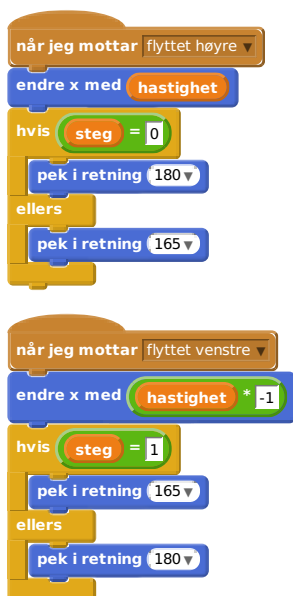 når jeg mottar flyttet høyre
endre x med hastighet
hvis steg = 0
pek i retning 180
ellers
pek i retning 165
når jeg mottar flyttet venstre
endre x med hastighet * -1
hvis steg = 1
pek i retning 165
ellers
pek i retning 180